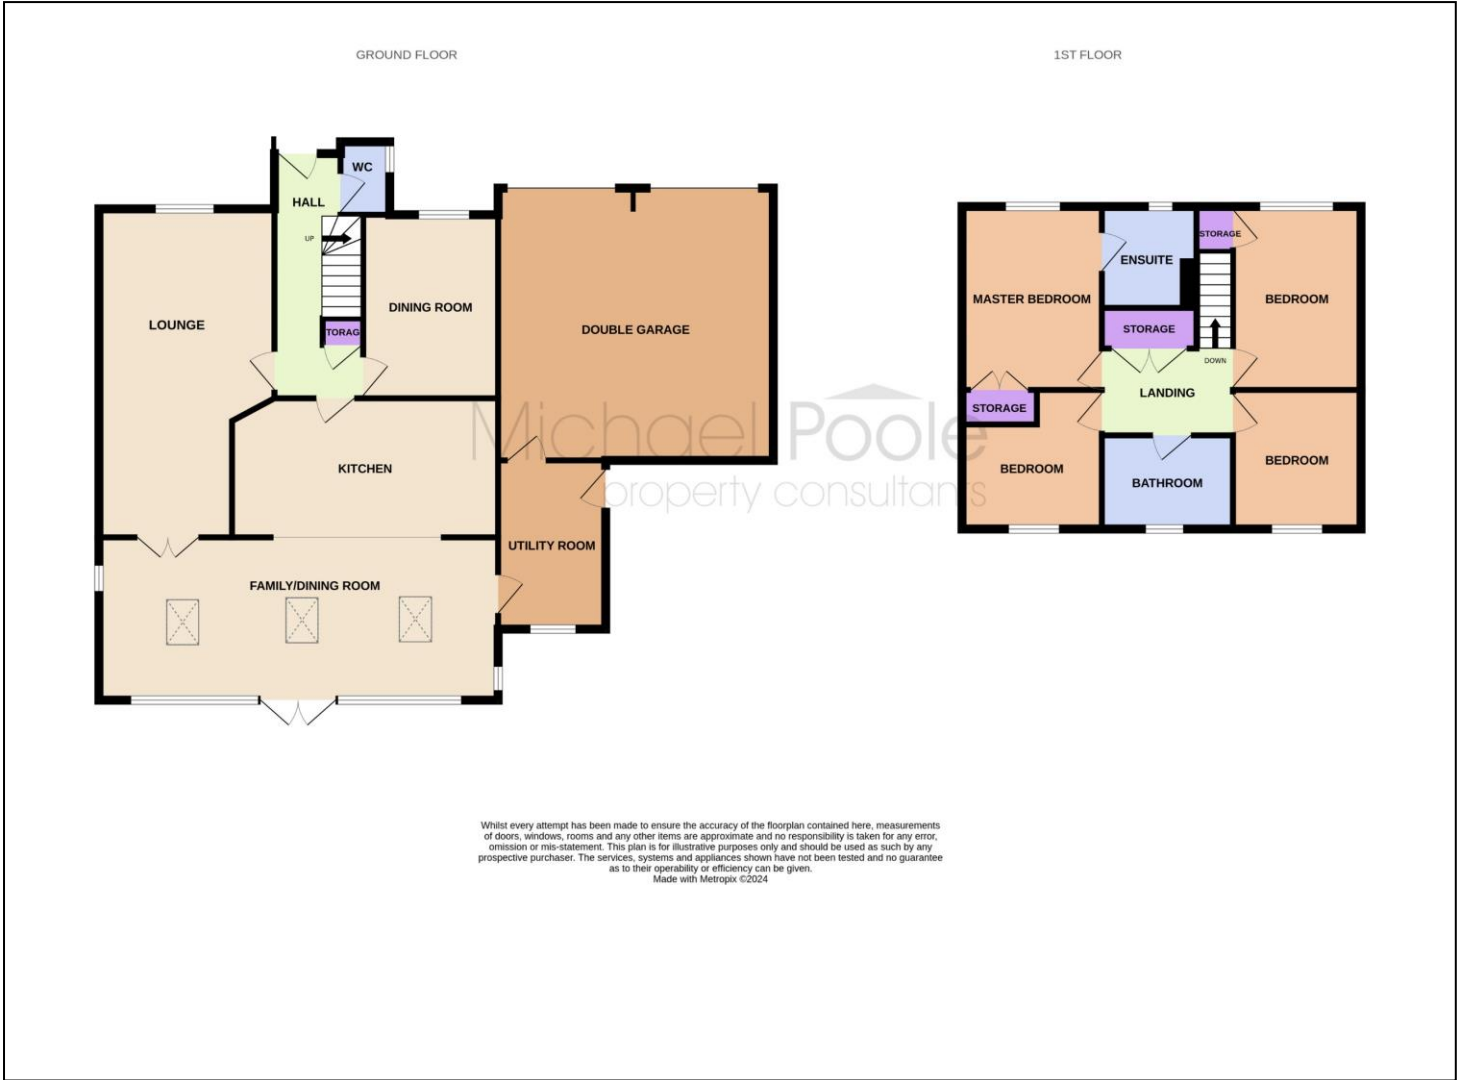 GROUND FLOOR
1ST FLOOR
WC
HALL
UP
LOUNGE
DINING ROOM
TORAG
DOUBLE GARAGE
KITCHEN
UTILITY ROOM
FAMILY/DINING ROOM
STORAGE
ENSUITE
MASTER BEDROOM
BEDROOM
STORAGE
DOWN
LANDING
STORAGE
BEDROOM
BATHROOM
BEDROOM
Michael Poole
property consultants
Whilst every attempt has been made to ensure the accuracy of the floorplan contained here, measurements
of doors, windows, rooms and any other items are approximate and no responsibility is taken for any error,
omission or mis-statement. This plan is for illustrative purposes only and should be used as such by any
prospective purchaser. The services, systems and appliances shown have not been tested and no guarantee
as to their operability or efficiency can be given.
Made with Metropix ©2024